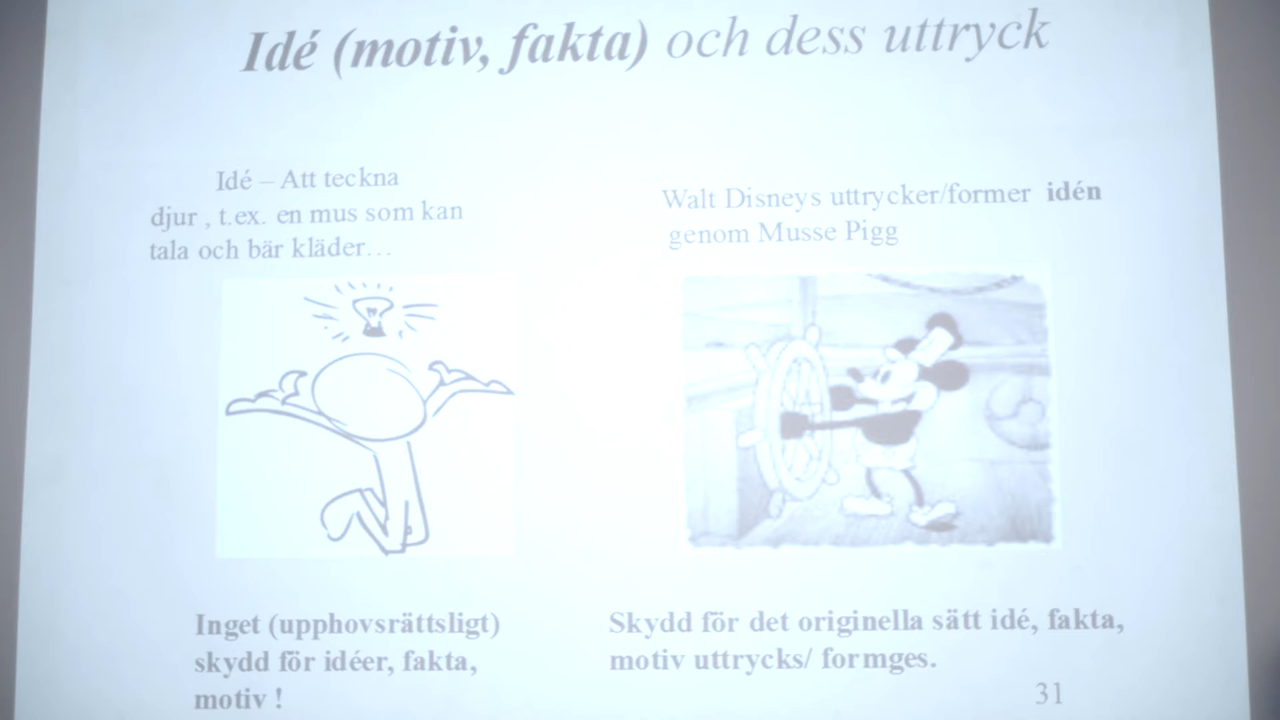 Idé (motiv, fakta) och dess uttryck
Idé – Att teckna
djur , t.ex. en mus som kan
tala och bär kläder…
Walt Disneys uttrycker/former idén
genom Musse Pigg
Inget (upphovsrättsligt)
skydd för idéer, fakta,
motiv !
Skydd för det originella sätt idé, fakta,
motiv uttrycks/ formges.
31